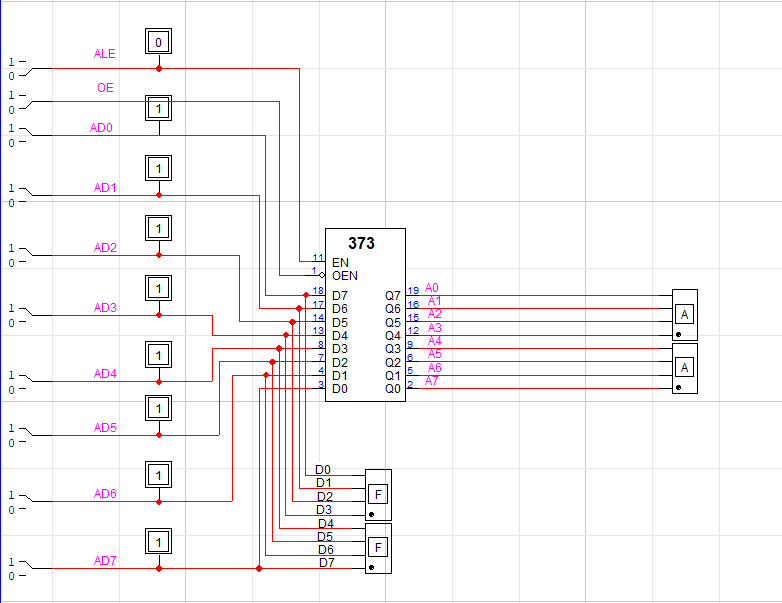 0
ALE
1
0
OE
1
0
1
AD0
1
0
1
AD1
1
0
1
AD2
1
0
1
AD3
1
0
1
AD4
1
0
1
AD5
1
0
1
AD6
1
0
1
AD7
1
0
373
11 EN
1 OEN
18 D7 Q7 19 A0
17 D6 Q6 16 A1
14 D5 Q5 15 A2
13 D4 Q4 12 A3
8 D3 Q3 9 A4
7 D2 Q2 6 A5
4 D1 Q1 5 A6
3 D0 Q0 2 A7
A
A
D0
D1
D2
D3
D4
D5
D6
D7
F
F